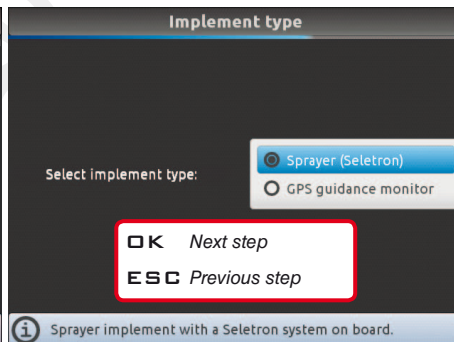 Implement type
Select implement type:
Sprayer (Seletron)
GPS guidance monitor
OK Next step
ESC Previous step
Sprayer implement with a Seletron system on board.